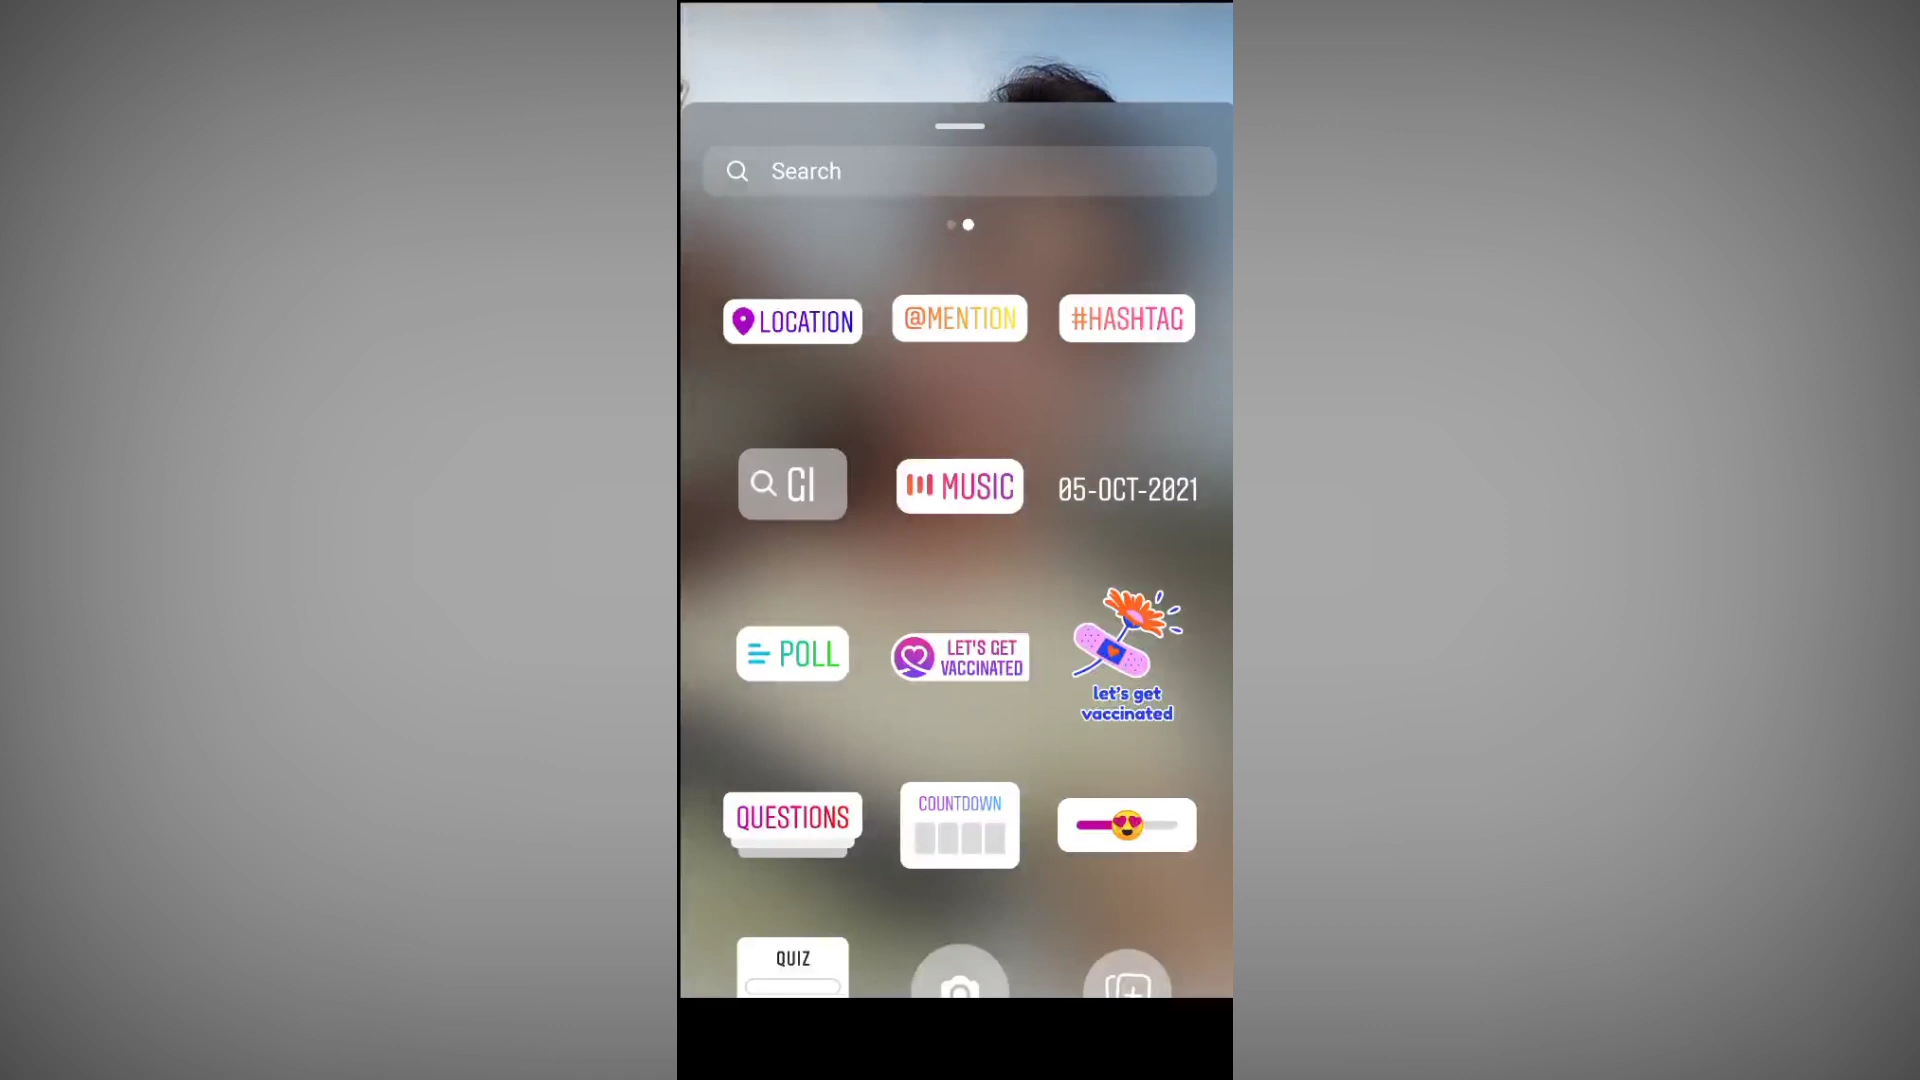 Search
LOCATION
@MENTION
#HASHTAG
GI
MUSIC
05-OCT-2021
POLL
LET'S GET
VACCINATED
let's get
vaccinated
QUESTIONS
COUNTDOWN
QUIZ